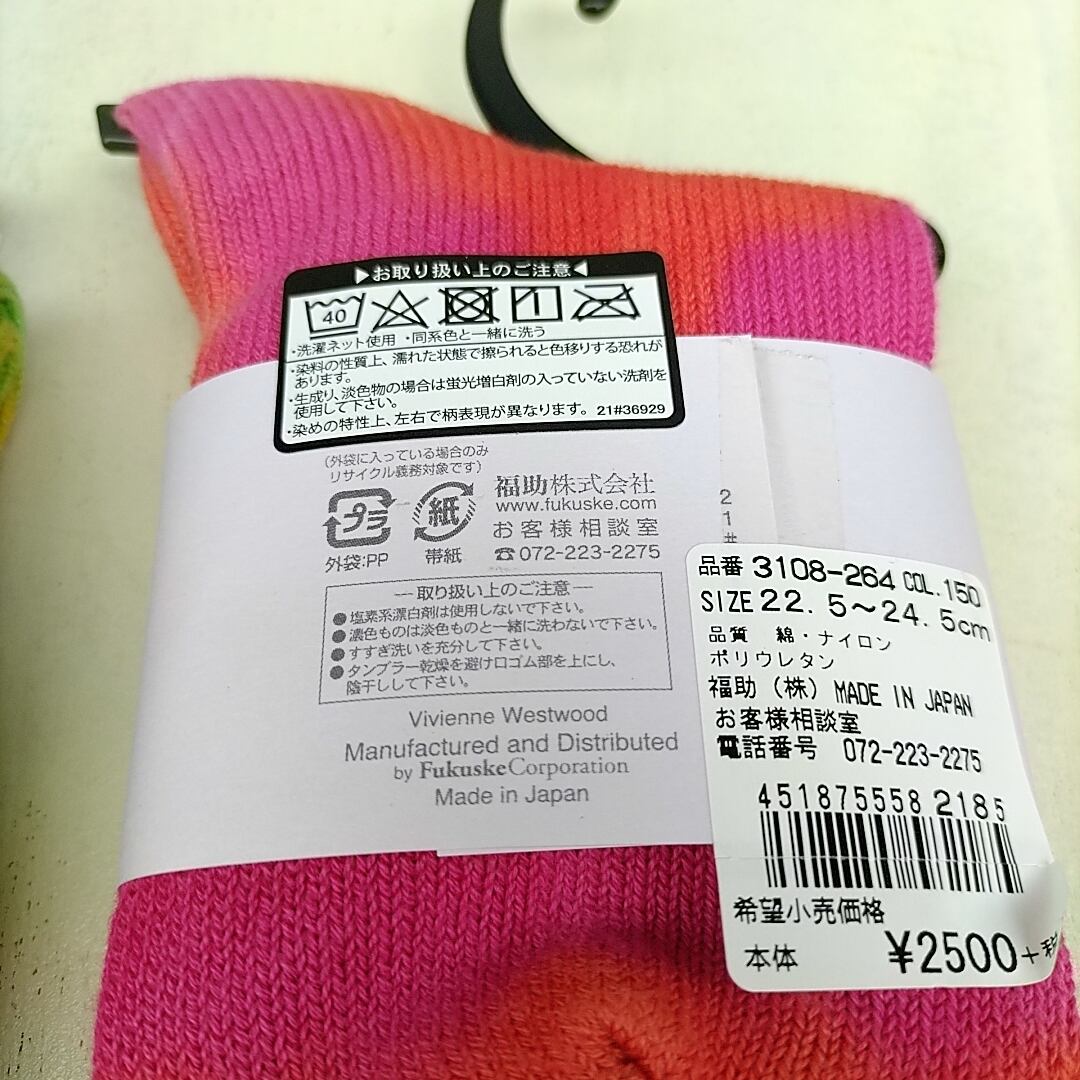 ▶お取り扱い上のご注意◀
40
・洗濯ネット使用 ・同系色と一緒に洗う
・染料の性質上、濡れた状態で擦られると色移りする恐れが
あります。
・生成り、淡色物の場合は蛍光増白剤の入っていない洗剤を
使用して下さい。
・染めの特性上、左右で柄表現が異なります。 21#36929
(外袋に入っている場合のみ
リサイクル義務対象です)
プラ
外袋:PP
紙
帯紙
福助株式会社
www.fukuske.com
お客様相談室
☎072-223-2275
21#
― 取り扱い上のご注意 ―
●塩素系漂白剤は使用しないで下さい。
●濃色ものは淡色ものと一緒に洗わないで下さい。
●すすぎ洗いを充分して下さい。
●タンブラー乾燥を避け口ゴム部を上にし、
陰干しして下さい。
Vivienne Westwood
Manufactured and Distributed
by Fukuske Corporation
Made in Japan
品番 3108-264 COL.150
SIZE 22.5〜24.5cm
品質 綿・ナイロン
ポリウレタン
福助(株) MADE IN JAPAN
お客様相談室
電話番号 072-223-2275
4518755582185
希望小売価格
本体 ¥2500+税